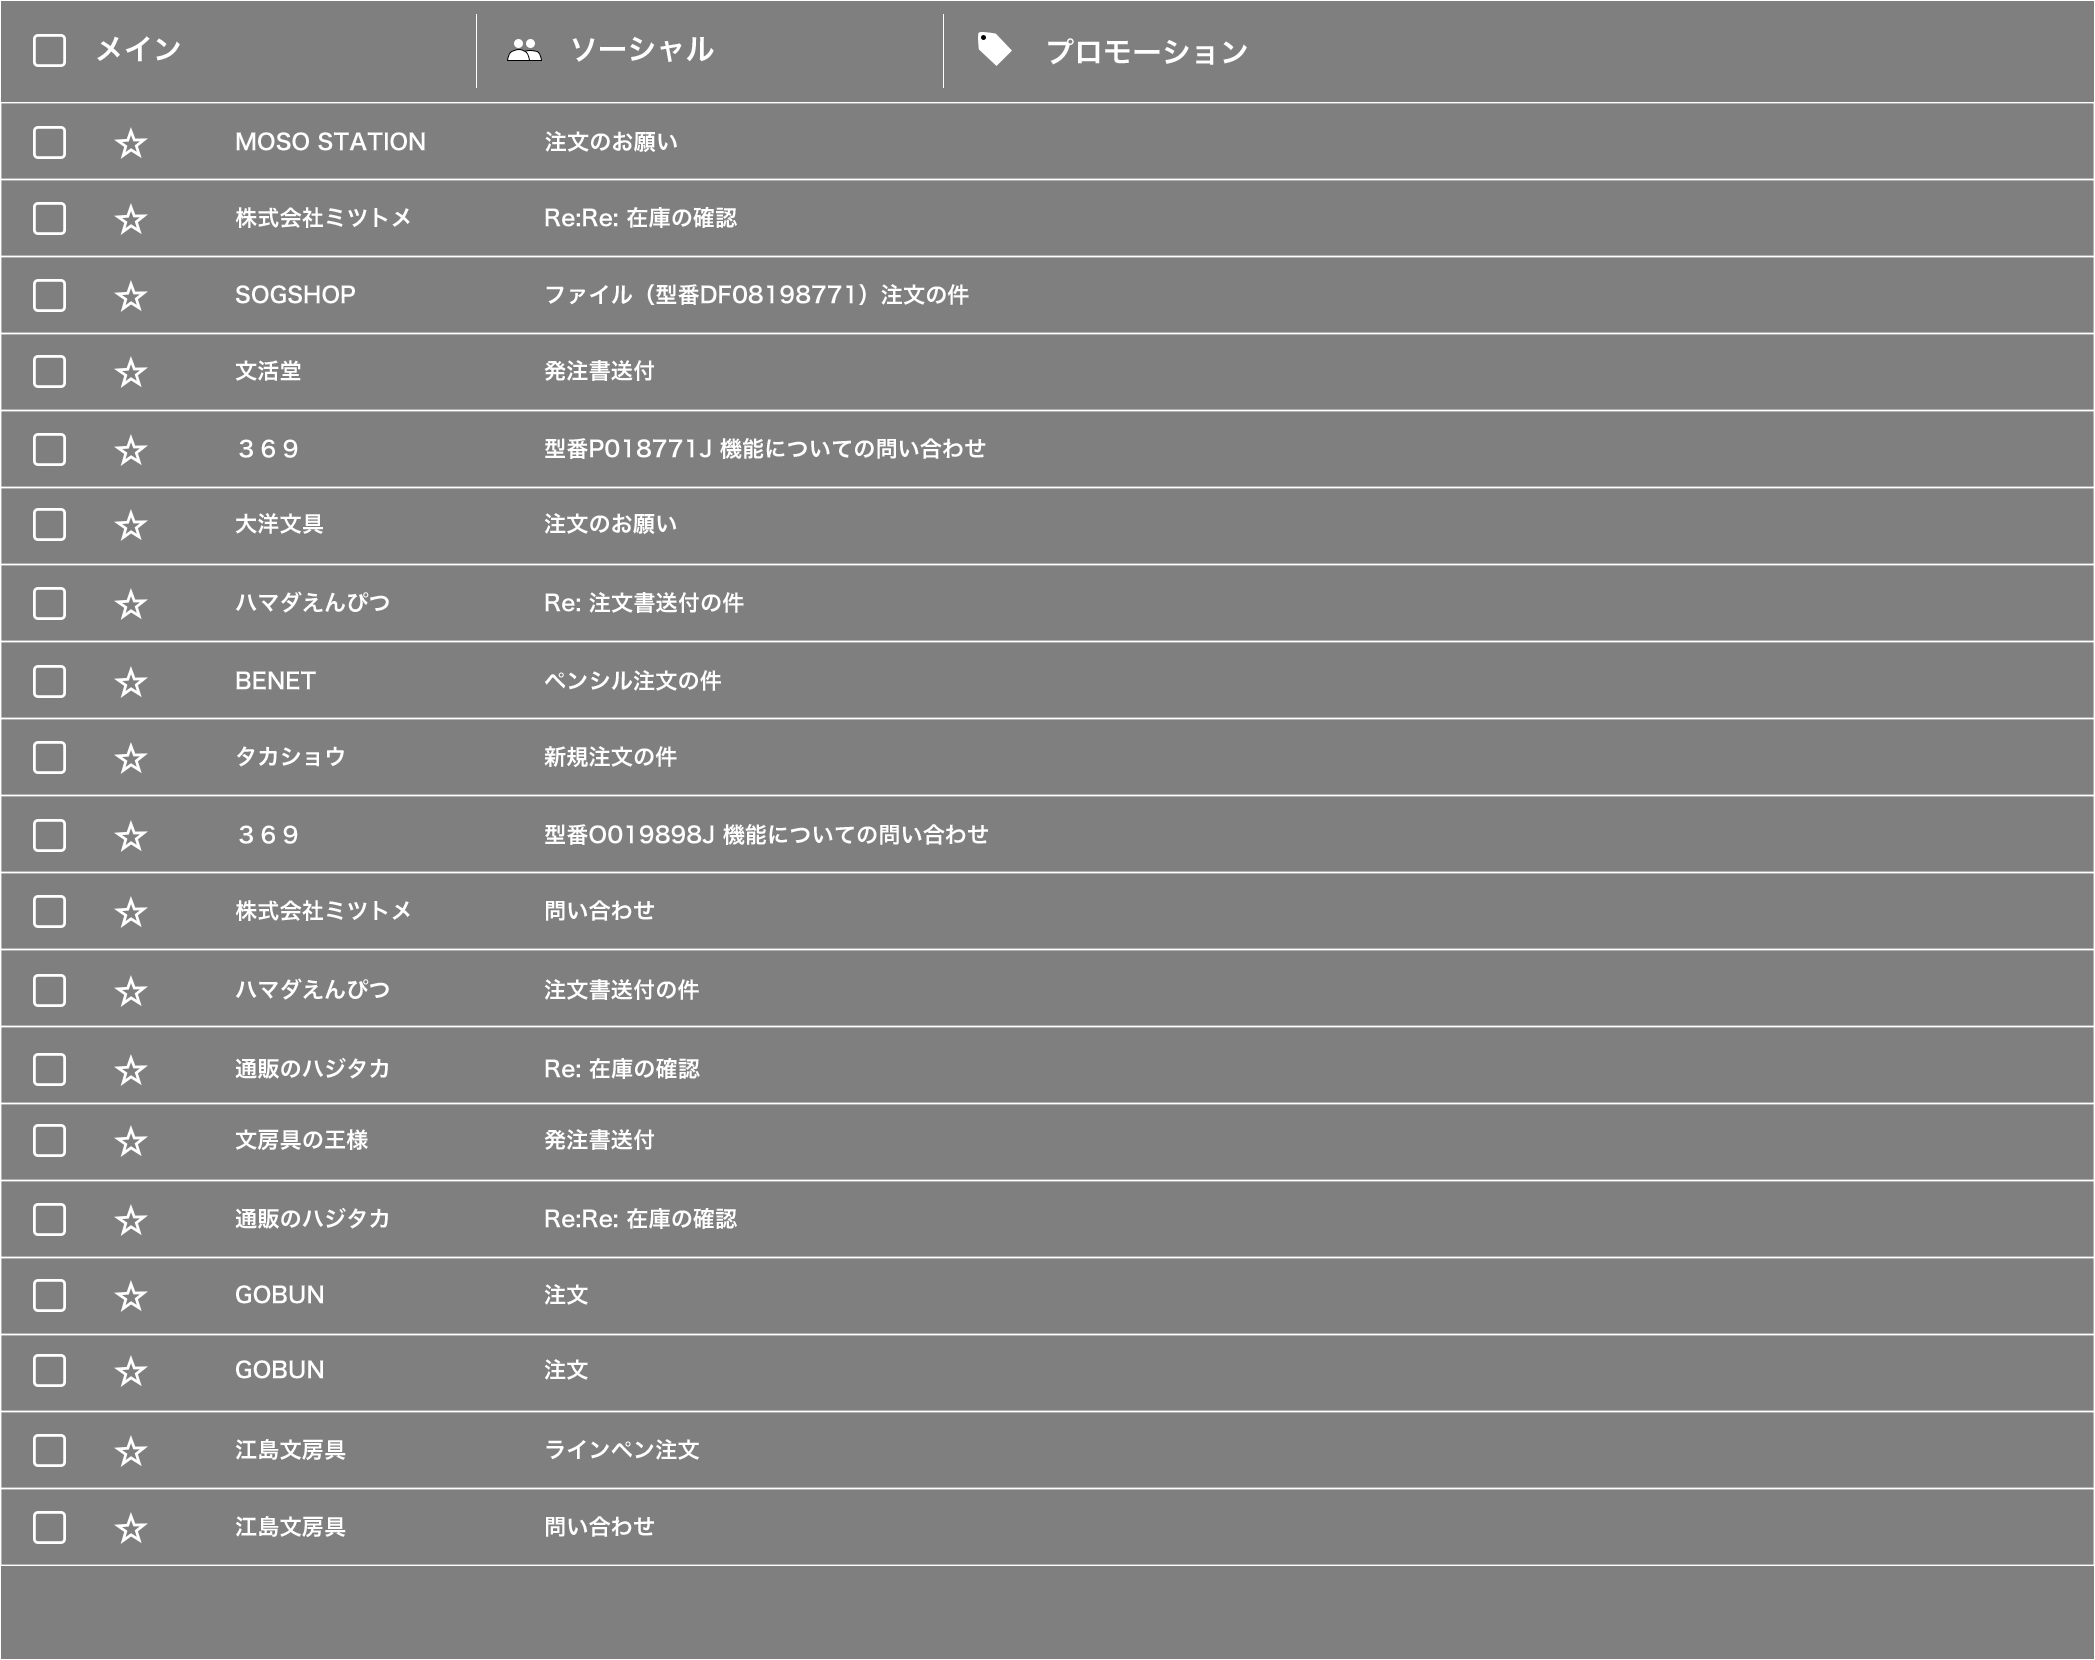 メイン ソーシャル プロモーション
MOSO STATION 注文のお願い
株式会社ミツトメ Re:Re: 在庫の確認
SOGSHOP ファイル（型番DF08198771）注文の件
文活堂 発注書送付
３６９ 型番P018771J 機能についての問い合わせ
大洋文具 注文のお願い
ハマダえんぴつ Re: 注文書送付の件
BENET ペンシル注文の件
タカショウ 新規注文の件
３６９ 型番O019898J 機能についての問い合わせ
株式会社ミツトメ 問い合わせ
ハマダえんぴつ 注文書送付の件
通販のハジタカ Re: 在庫の確認
文房具の王様 発注書送付
通販のハジタカ Re:Re: 在庫の確認
GOBUN 注文
GOBUN 注文
江島文房具 ラインペン注文
江島文房具 問い合わせ